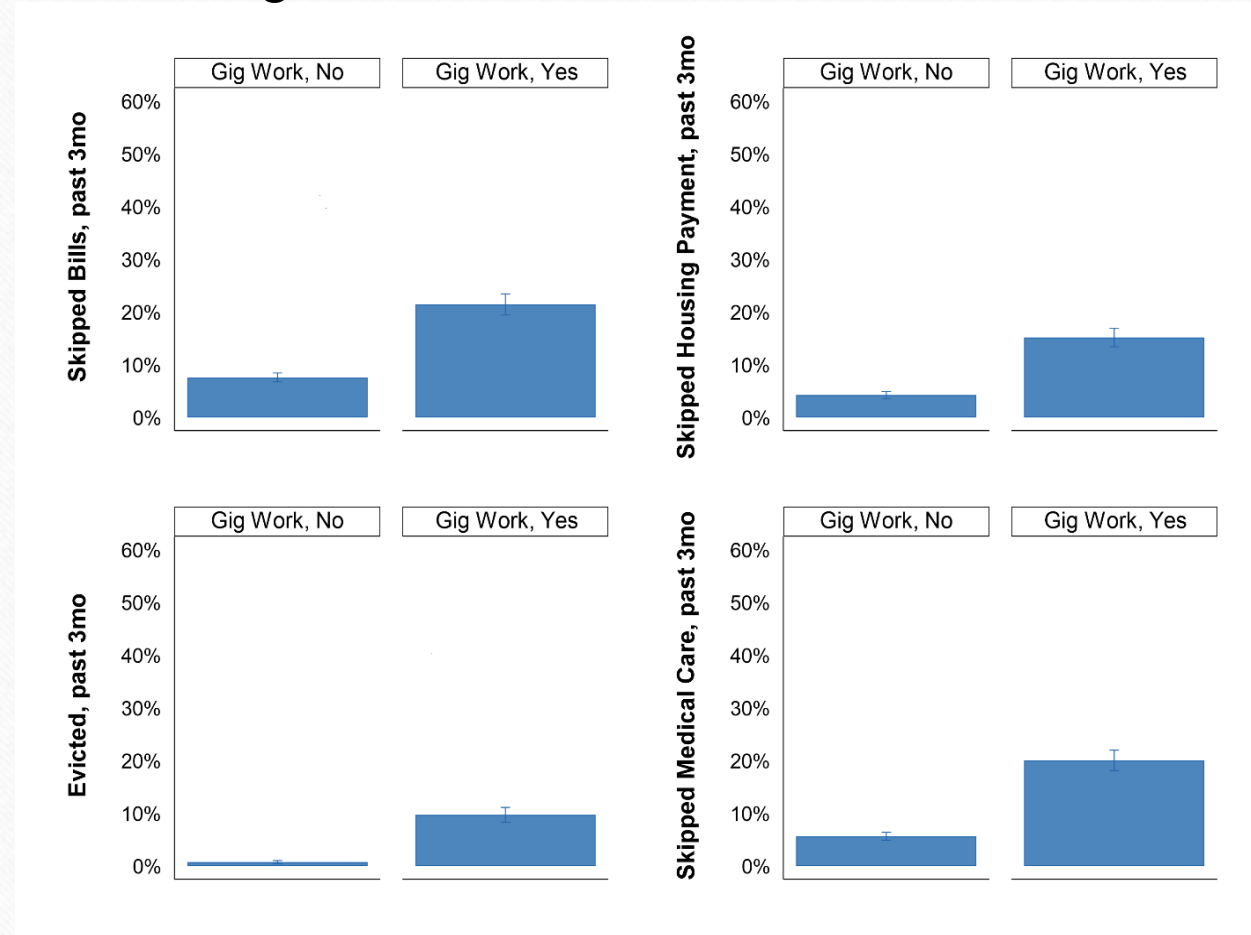 Skipped Bills, past 3mo
Gig Work, No
Gig Work, Yes
60%
50%
40%
30%
20%
10%
0%
Skipped Housing Payment, past 3mo
Gig Work, No
Gig Work, Yes
60%
50%
40%
30%
20%
10%
0%
Evicted, past 3mo
Gig Work, No
Gig Work, Yes
60%
50%
40%
30%
20%
10%
0%
Skipped Medical Care, past 3mo
Gig Work, No
Gig Work, Yes
60%
50%
40%
30%
20%
10%
0%